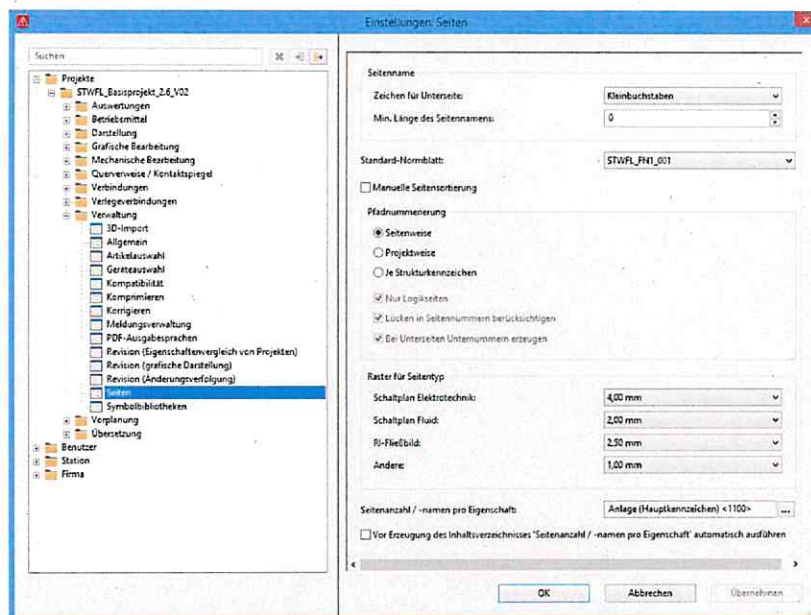 Einstellungen: Seiten
Suchen
Projekte
STWFL_Basisprojekt_2.6_V02
Auswertungen
Betriebsmittel
Darstellung
Grafische Bearbeitung
Mechanische Bearbeitung
Querverweise / Kontaktspiegel
Verbindungen
Verlegeverbindungen
Verwaltung
3D-Import
Allgemein
Artikelauswahl
Geräteauswahl
Kompatibilität
Komprimieren
Korrigieren
Meldungsverwaltung
PDF-Ausgabesprachen
Revision (Eigenschaftenvergleich von Projekten)
Revision (grafische Darstellung)
Revision (Änderungsverfolgung)
Seiten
Symbolbibliotheken
Vorplanung
Übersetzung
Benutzer
Station
Firma
Seitenname
Zeichen für Unterseite: Kleinbuchstaben
Min. Länge des Seitennamens: 0
Standard-Normblatt: STWFL_FN1_001
Manuelle Seitensortierung
Pfadnummerierung
Seitenweise
Projektweise
Je Strukturkennzeichen
Nur Logikseiten
Lücken in Seitennummern berücksichtigen
Bei Unterseiten Unternummern erzeugen
Raster für Seitentyp
Schaltplan Elektrotechnik: 4,00 mm
Schaltplan Fluid: 2,00 mm
RI-Fließbild: 2,50 mm
Andere: 1,00 mm
Seitenanzahl / -namen pro Eigenschaft: Anlage (Hauptkennzeichen) <1100> ...
Vor Erzeugung des Inhaltsverzeichnisses 'Seitenanzahl / -namen pro Eigenschaft' automatisch ausführen
OK Abbrechen Übernehmen